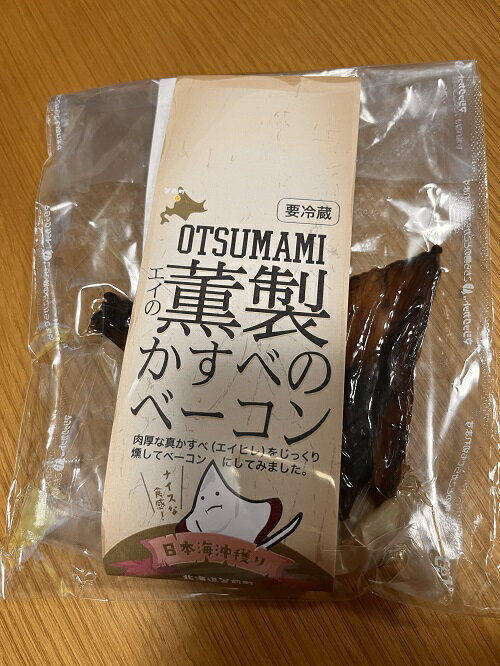 要冷蔵
OTSUMAMI
エイの
薫製の
かすべ
ベーコン
肉厚な真かすべ(エイヒレ)をじっくり
燻してベーコン にしてみました。
ナイスな
食感!
日本海沖獲り